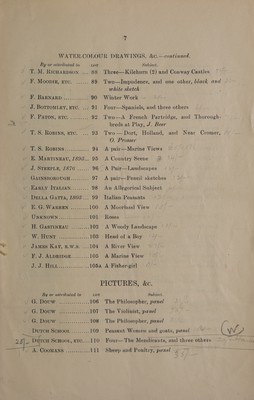 7
WATER-COLOUR DRAWINGS, &c.—continued.
By or attributed to LOT Subject.
T. M. RICHARDSON ..... 88 Three—Kilchurn (2) and Conway Castles
F. MOODIE, ETC. ........ 89 Two—Impudence, and one other, black and white sketch
F. BARNARD ............... 90 Winter Work
J. BOTTOMLEY, ETC. ... 91 Four—Spaniels, and three others
F. PATON, ETC. ........... 92 Two—A French Partridge, and Thoroughbreds at Play, J. Beer
T. S. ROBINS, ETC. ...... 93 Two—Dort, Holland, and Near Cromer, G. Prosser
T. S. ROBINS ............. 94 A pair—Marine Views
E. MARTINEAU, 1893... 95 A Country Scene
J. STEEPLE, 1876 ....... 96 A Pair—Landscapes
GAINSBOROUGH ......... 97 A pair—Pencil sketches
EARLY ITALIAN .......... 98 An Allegorical Subject
DELLA GATTA, 1803 ... 99 Italian Peasants
E. G. WARREN ........... 100 A Moorland View
UNKNOWN ................. 101 Roses
H. GASTINEAU ........... 102 A Woody Landscape
W. HUNT .................. 103 Head of a Boy
JAMES KAY, R.W.S. ...104 A River View
F. J. ALDRIDGE .......... 105 A Marine View
J. J. HILL.................. 105A A Fisher-girl
PICTURES, &c.
By or attributed to LOT Subject.
G. DOUW .................. 106 The Philosopher, panel
G. DOUW .................. 107 The Violinist, panel
G. DOUW .................. 108 The Philosopher, panel
DUTCH SCHOOL.......... 109 Peasant Women and goats, panel
DUTCH SCHOOL, ETC....110 Four—The Mendicants, and three others
A. COOMANS ............. 111 Sheep and Poultry, panel